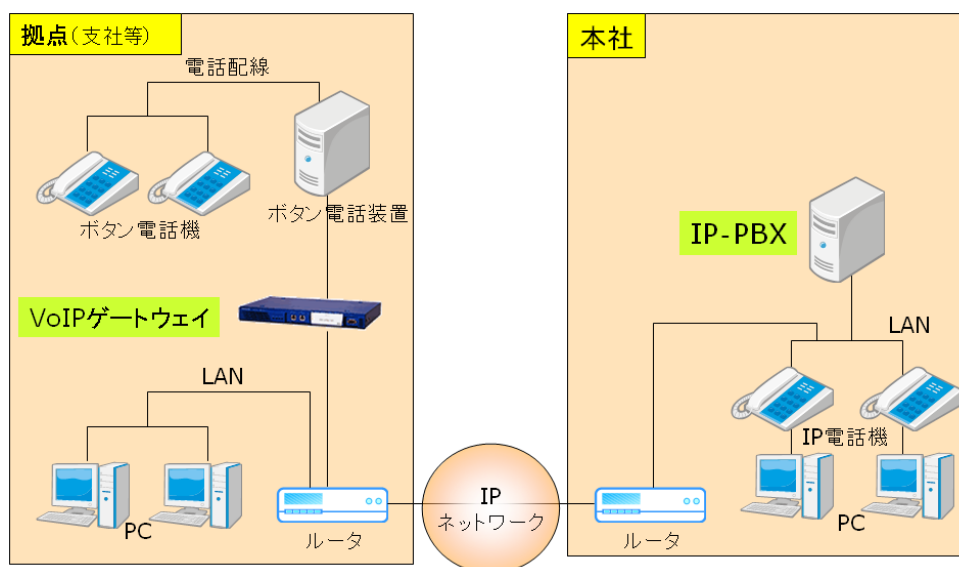 拠点(支社等)
電話配線
ボタン電話機
ボタン電話装置
VoIPゲートウェイ
LAN
PC
ルータ
IP
ネットワーク
本社
IP-PBX
LAN
IP電話機
PC
ルータ